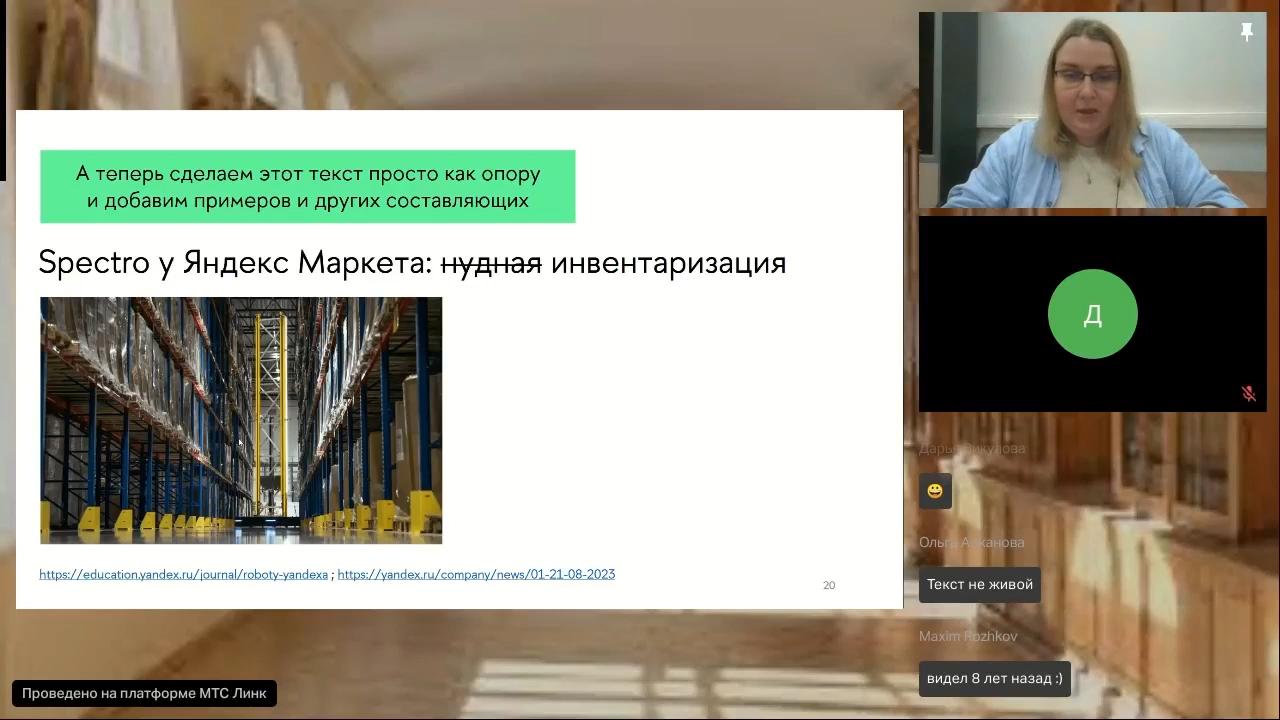 А теперь сделаем этот текст просто как опору
и добавим примеров и других составляющих
Spectro у Яндекс Маркета: нудная инвентаризация
https://education.yandex.ru/journal/roboty-yandexa ; https://yandex.ru/company/news/01-21-08-2023
20
Д
Дарья
Ольга
Текст не живой
Maxim Rozhkov
видел 8 лет назад :)
Проведено на платформе МТС Линк